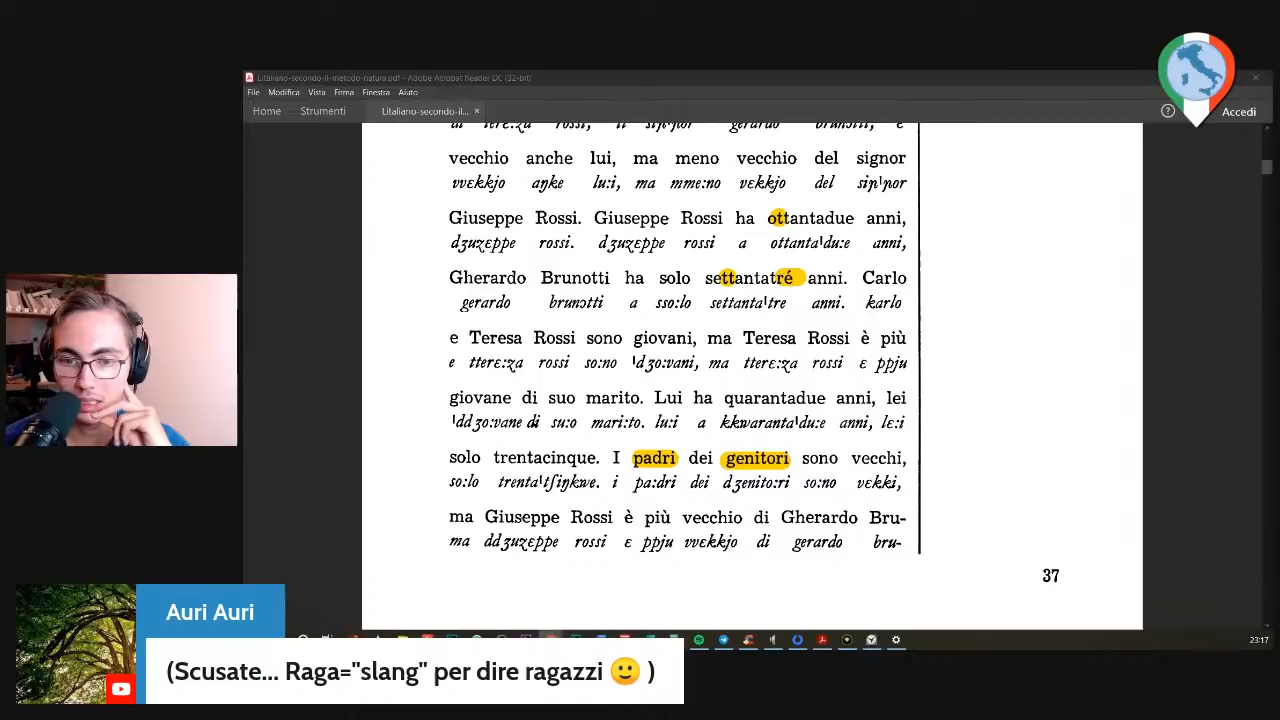 Litaliano-secondo-il-metodo-natura.pdf - Adobe Acrobat Reader DC (32-bit)
File Modifica Vista Firma Finestra Aiuto
Home Strumenti Litaliano-secondo-il... × Accedi
vecchio anche lui, ma meno vecchio del signor
vvɛkkjo aŋke lu:i, ma mme:no vɛkkjo del siɲˈɲor
Giuseppe Rossi. Giuseppe Rossi ha ottantadue anni,
dʒuzɛppe rossi. dʒuzɛppe rossi a ottantaˈdu:e anni,
Gherardo Brunotti ha solo settantatré anni. Carlo
gerardo brunɔtti a sso:lo settantaˈtre anni. karlo
e Teresa Rossi sono giovani, ma Teresa Rossi è più
e tterɛ:za rossi so:no ˈdʒo:vani, ma tterɛ:za rossi ɛ ppju
giovane di suo marito. Lui ha quarantadue anni, lei
ˈddʒo:vane di su:o mari:to. lu:i a kkwarantaˈdu:e anni, lɛ:i
solo trentacinque. I padri dei genitori sono vecchi,
so:lo trentaˈtʃiŋkwe. i pa:dri dei dʒenito:ri so:no vɛkki,
ma Giuseppe Rossi è più vecchio di Gherardo Bru-
ma ddʒuzɛppe rossi ɛ ppju vvɛkkjo di gerardo bru-
37
23:17
Auri Auri
(Scusate... Raga="slang" per dire ragazzi 🙂 )